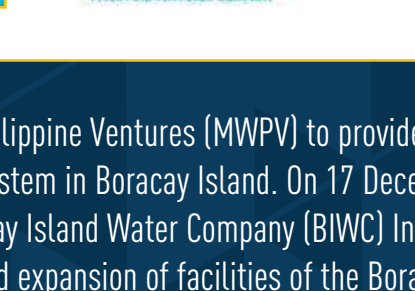 ilippine Ventures (MWPV) to provide
stem in Boracay Island. On 17 Dece
ay Island Water Company (BIWC) In
d expansion of facilities of the Bora